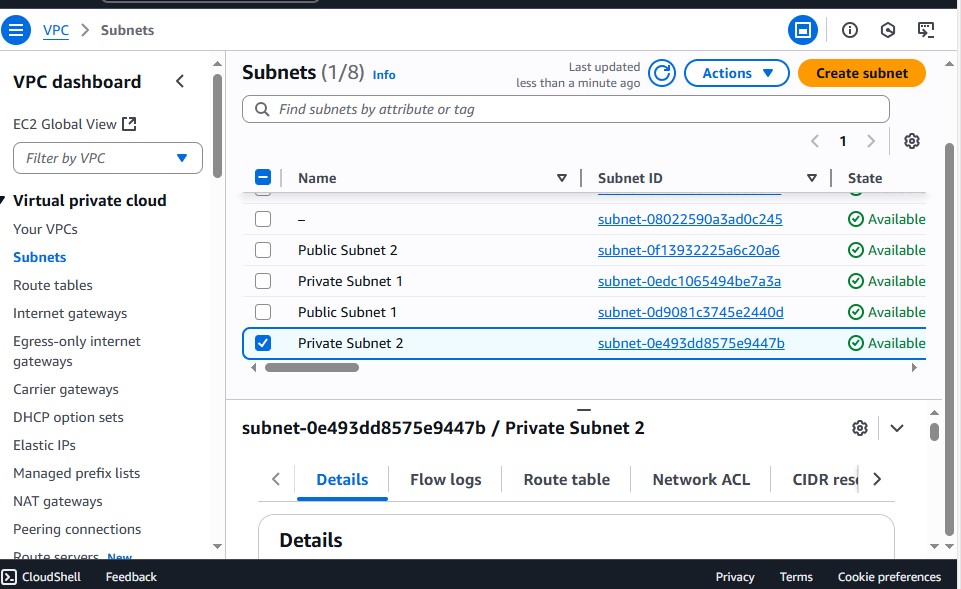 VPC > Subnets
VPC dashboard
EC2 Global View
Filter by VPC
Virtual private cloud
Your VPCs
Subnets
Route tables
Internet gateways
Egress-only internet
gateways
Carrier gateways
DHCP option sets
Elastic IPs
Managed prefix lists
NAT gateways
Peering connections
Route servers New
Subnets (1/8) Info
Last updated
less than a minute ago
Actions
Create subnet
Find subnets by attribute or tag
1
Name Subnet ID State
– subnet-08022590a3ad0c245 Available
Public Subnet 2 subnet-0f13932225a6c20a6 Available
Private Subnet 1 subnet-0edc1065494be7a3a Available
Public Subnet 1 subnet-0d9081c3745e2440d Available
Private Subnet 2 subnet-0e493dd8575e9447b Available
subnet-0e493dd8575e9447b / Private Subnet 2
Details Flow logs Route table Network ACL CIDR rese
Details
CloudShell Feedback Privacy Terms Cookie preferences